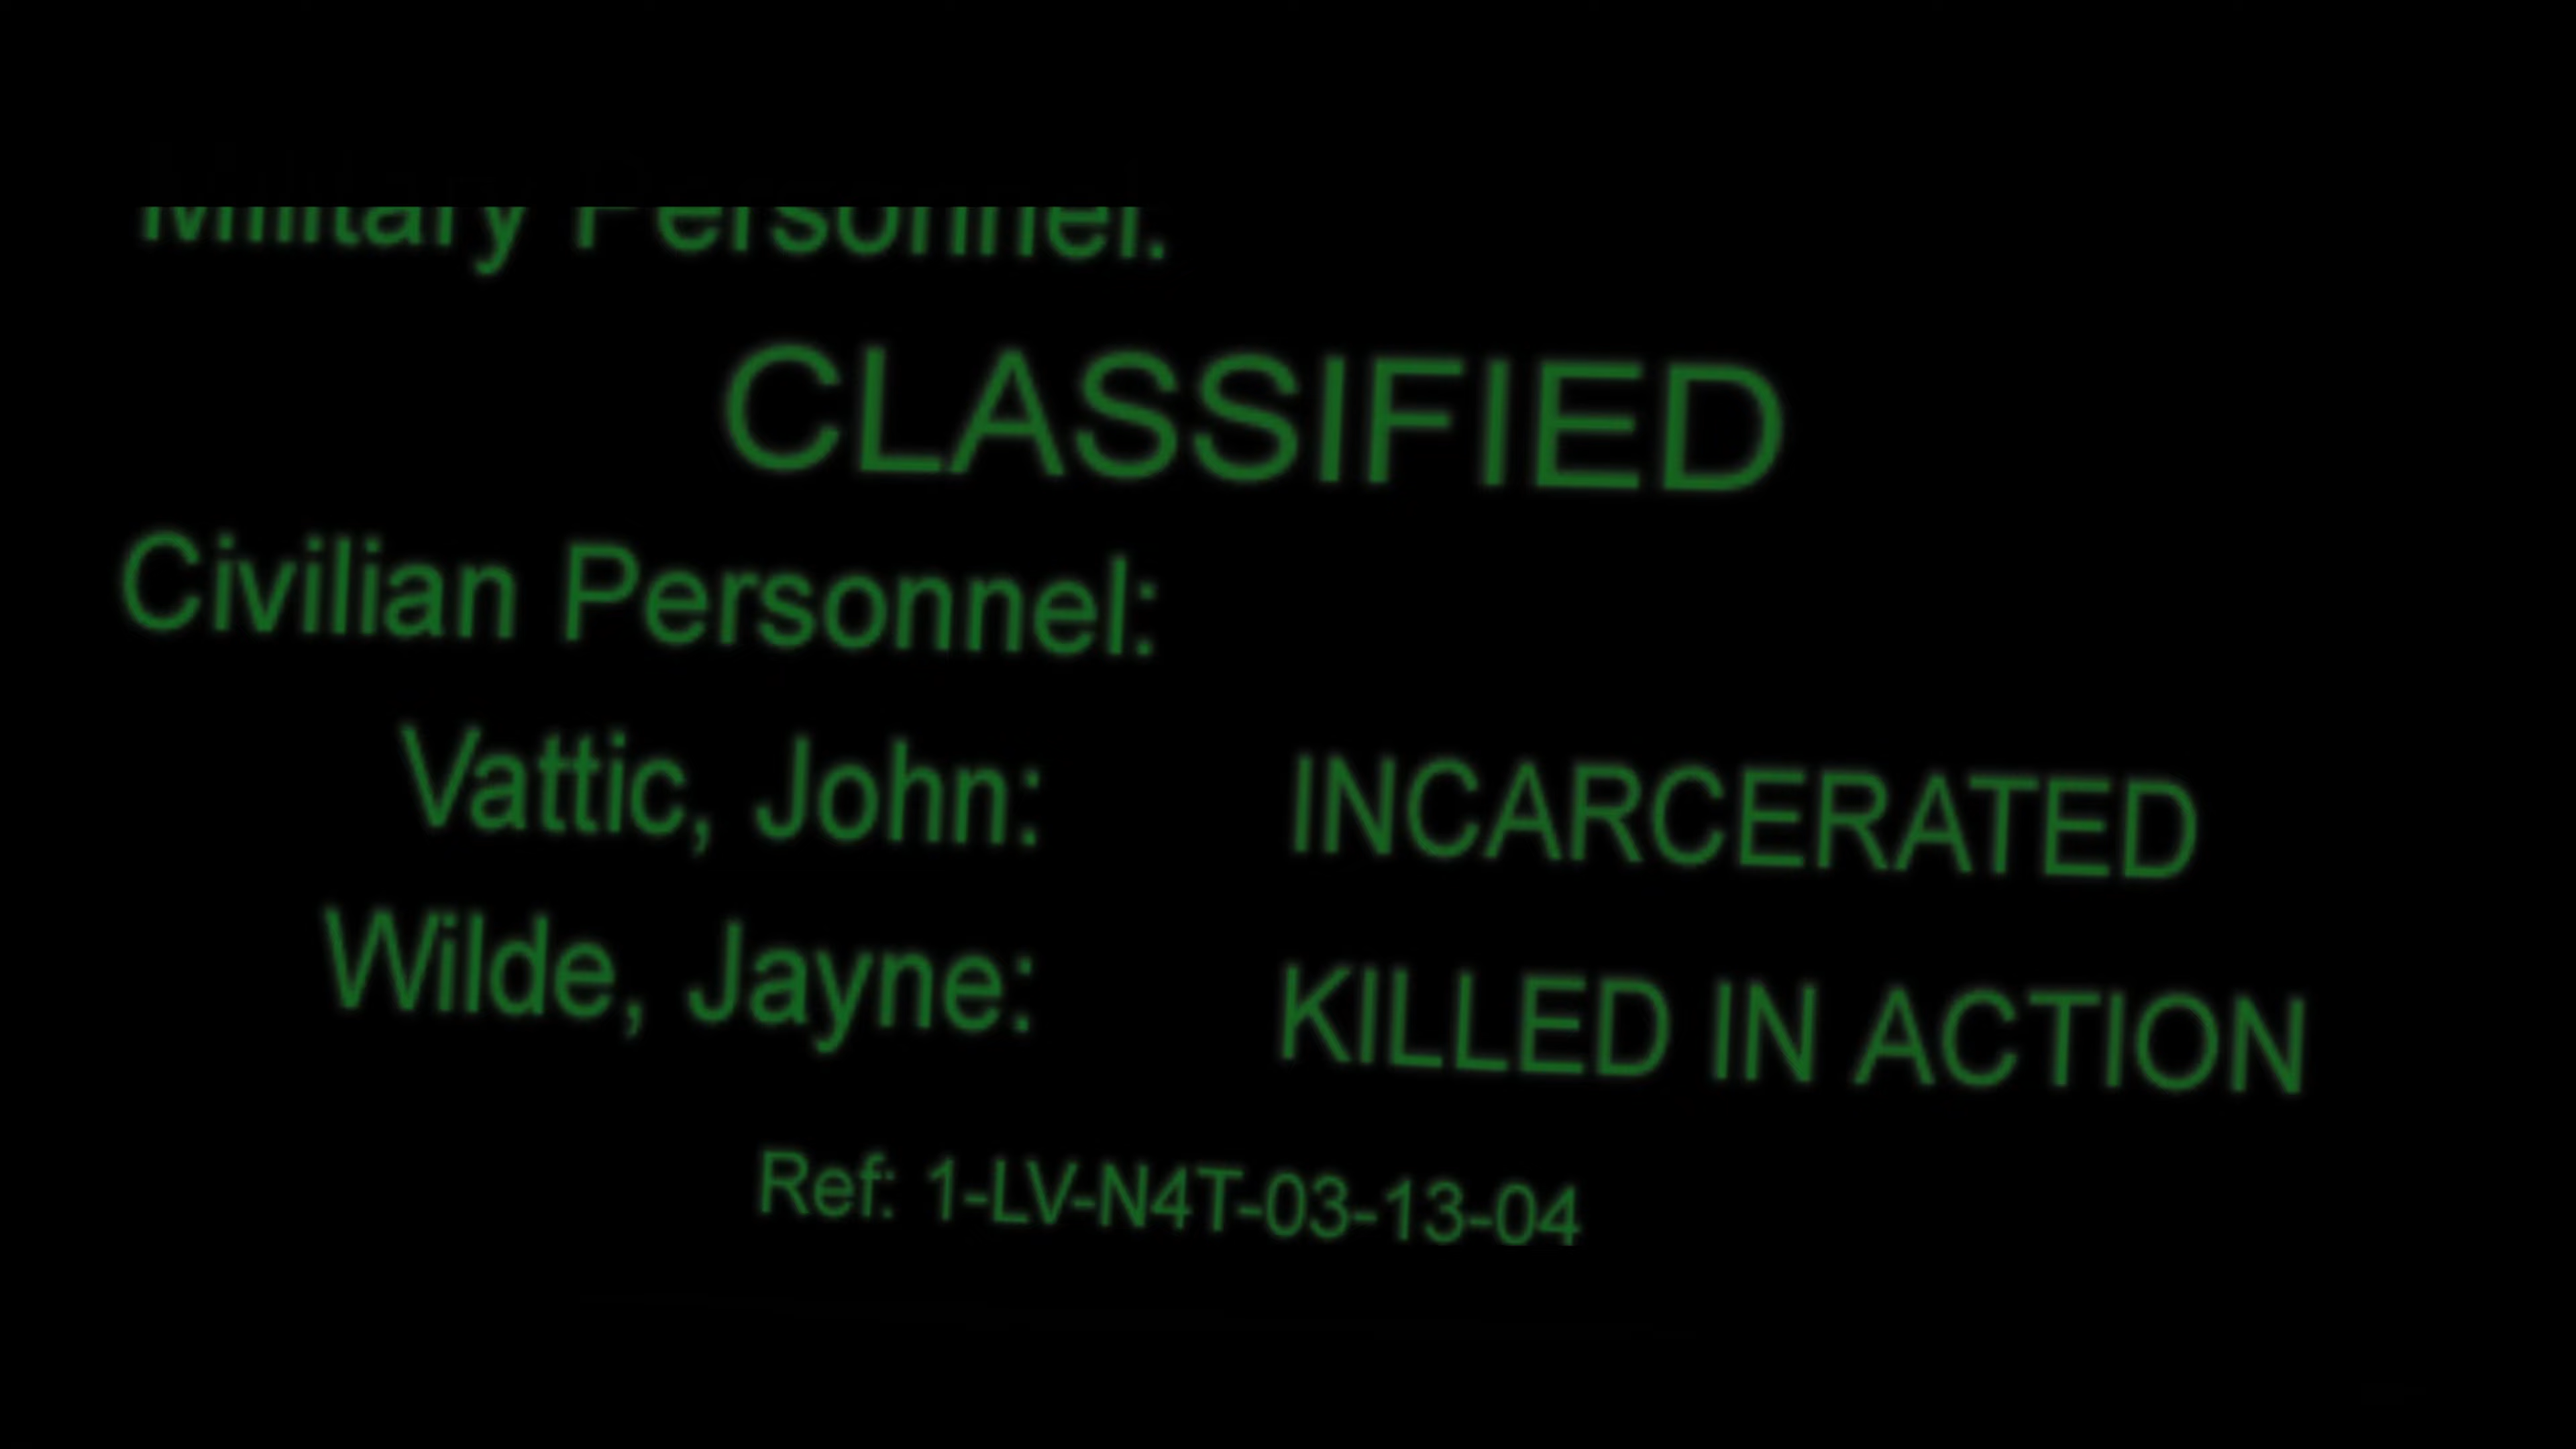 Military Personnel:
CLASSIFIED
Civilian Personnel:
Vattic, John: INCARCERATED
Wilde, Jayne: KILLED IN ACTION
Ref: 1-LV-N4T-03-13-04